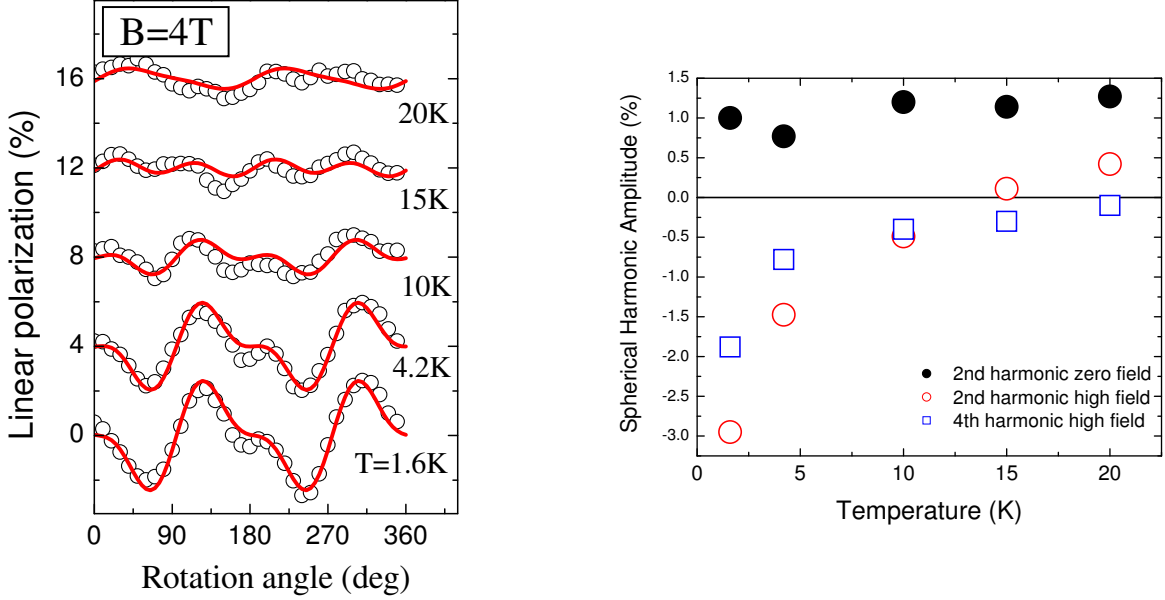 B=4T
16
12
8
4
0
Linear polarization (%)
20K
15K
10K
4.2K
T=1.6K
0 90 180 270 360
Rotation angle (deg)
1.5
1.0
0.5
0.0
-0.5
-1.0
-1.5
-2.0
-2.5
-3.0
Spherical Harmonic Amplitude (%)
2nd harmonic zero field
2nd harmonic high field
4th harmonic high field
0 5 10 15 20
Temperature (K)